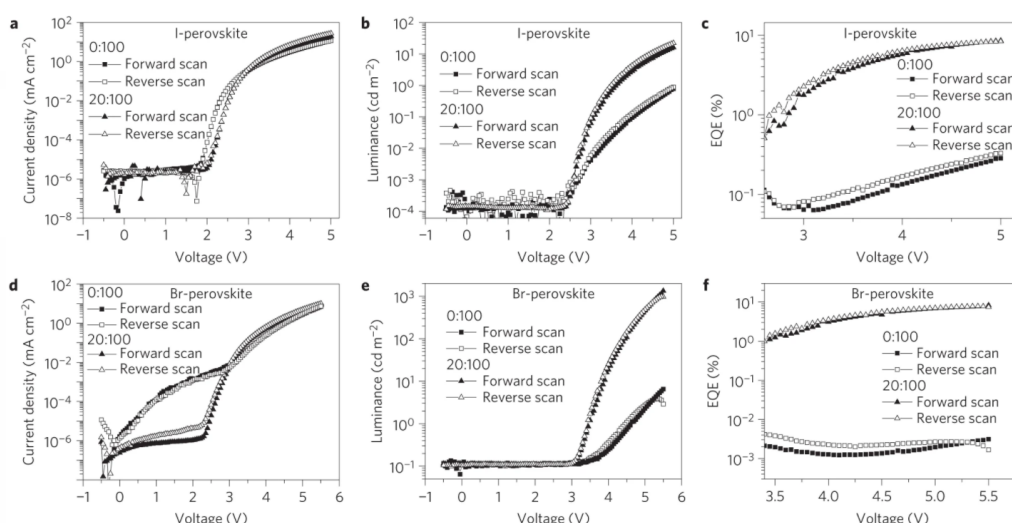 a
I-perovskite
0:100
Forward scan
Reverse scan
20:100
Forward scan
Reverse scan
Current density (mA cm⁻²)
10²
10⁰
10⁻²
10⁻⁴
10⁻⁶
10⁻⁸
−1 0 1 2 3 4 5
Voltage (V)
b
I-perovskite
0:100
Forward scan
Reverse scan
20:100
Forward scan
Reverse scan
Luminance (cd m⁻²)
10²
10¹
10⁰
10⁻¹
10⁻²
10⁻³
10⁻⁴
−1 0 1 2 3 4 5
Voltage (V)
c
I-perovskite
0:100
Forward scan
Reverse scan
20:100
Forward scan
Reverse scan
EQE (%)
10¹
10⁰
10⁻¹
3 4 5
Voltage (V)
d
Br-perovskite
0:100
Forward scan
Reverse scan
20:100
Forward scan
Reverse scan
Current density (mA cm⁻²)
10²
10⁰
10⁻²
10⁻⁴
10⁻⁶
0 1 2 3 4 5 6
Voltage (V)
e
Br-perovskite
0:100
Forward scan
Reverse scan
20:100
Forward scan
Reverse scan
Luminance (cd m⁻²)
10³
10²
10¹
10⁰
10⁻¹
−1 0 1 2 3 4 5 6
Voltage (V)
f
Br-perovskite
0:100
Forward scan
Reverse scan
20:100
Forward scan
Reverse scan
EQE (%)
10¹
10⁰
10⁻¹
10⁻²
10⁻³
3.5 4.0 4.5 5.0 5.5
Voltage (V)